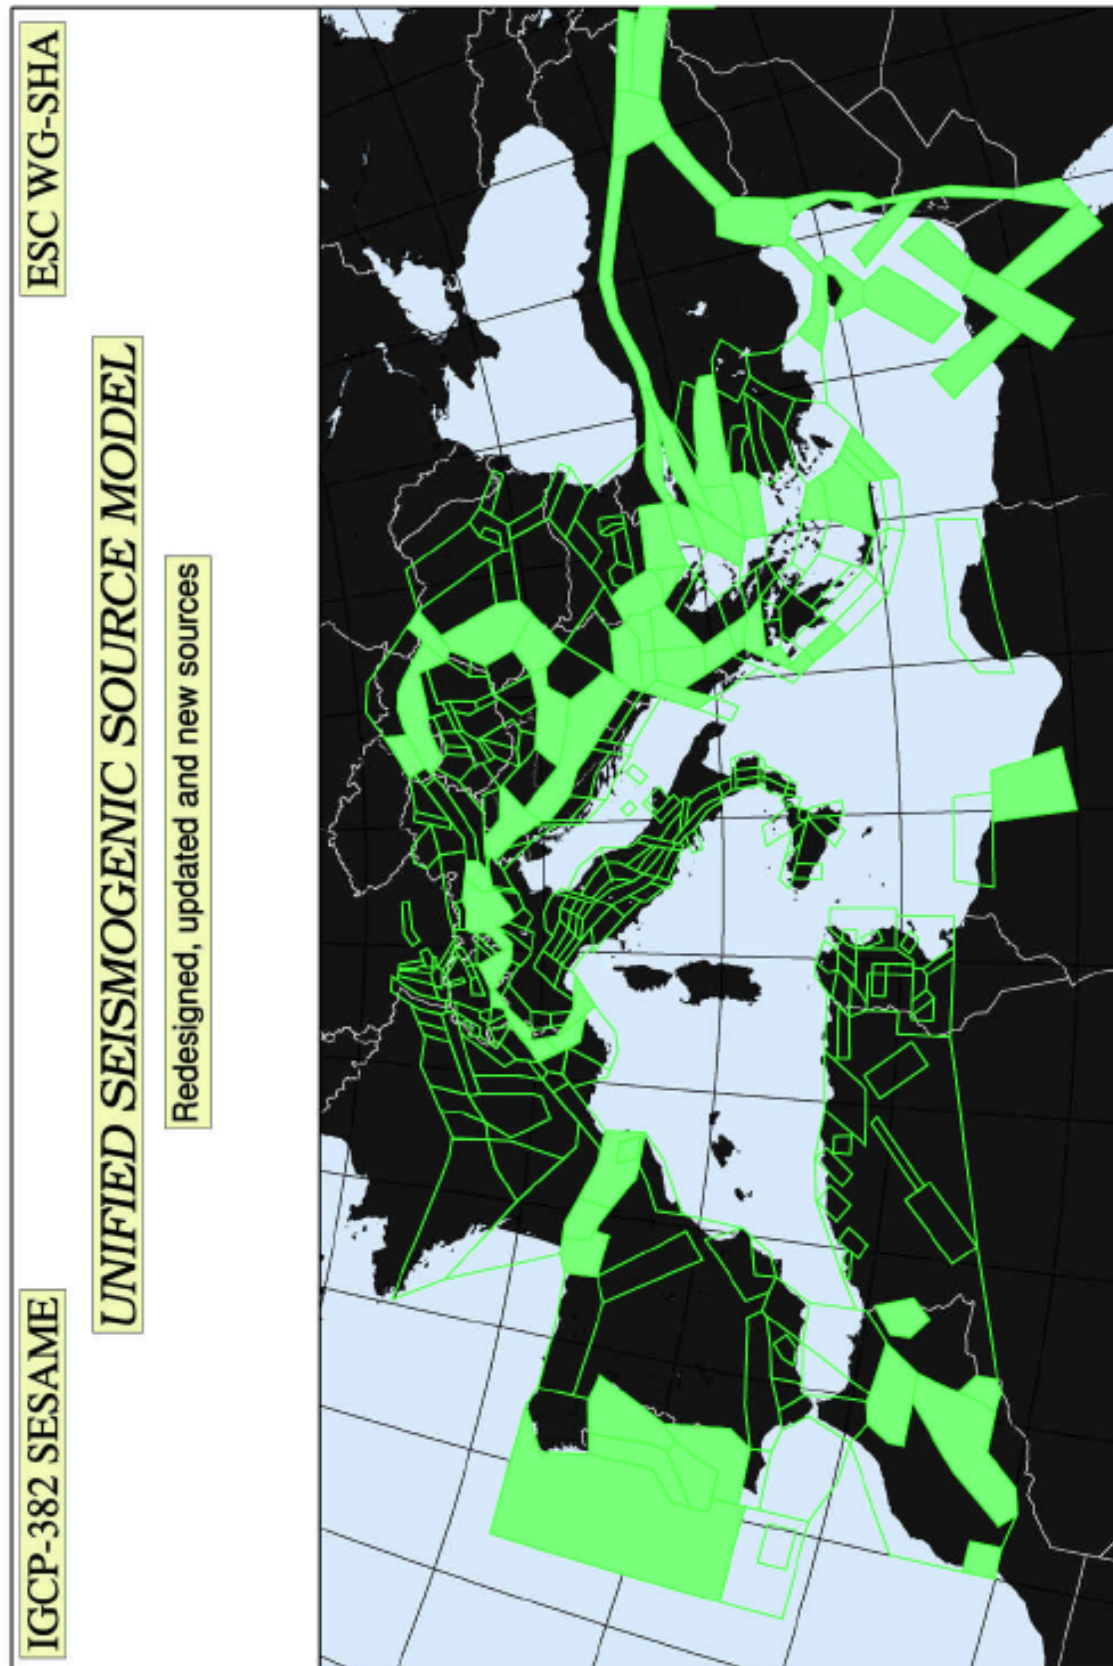 IGCP-382 SESAME
ESC WG-SHA
UNIFIED SEISMOGENIC SOURCE MODEL
Redesigned, updated and new sources